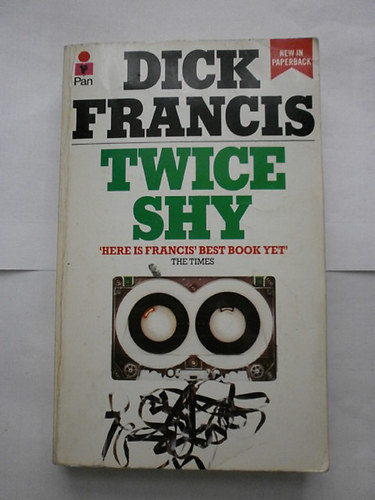 Pan
DICK
FRANCIS
NEW IN
PAPERBACK
TWICE
SHY
'HERE IS FRANCIS' BEST BOOK YET'
THE TIMES